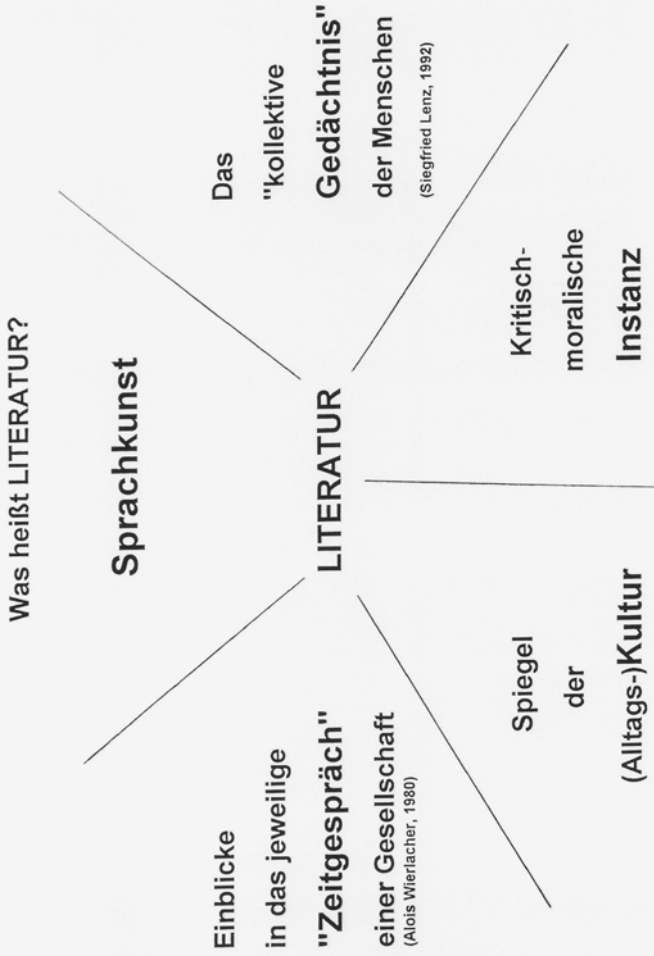 Was heißt LITERATUR?
Sprachkunst
Einblicke
in das jeweilige
"Zeitgespräch"
einer Gesellschaft
(Alois Wierlacher, 1980)
LITERATUR
Das
"kollektive
Gedächtnis"
der Menschen
(Siegfried Lenz, 1992)
Spiegel
der
(Alltags-)Kultur
Kritisch-
moralische
Instanz